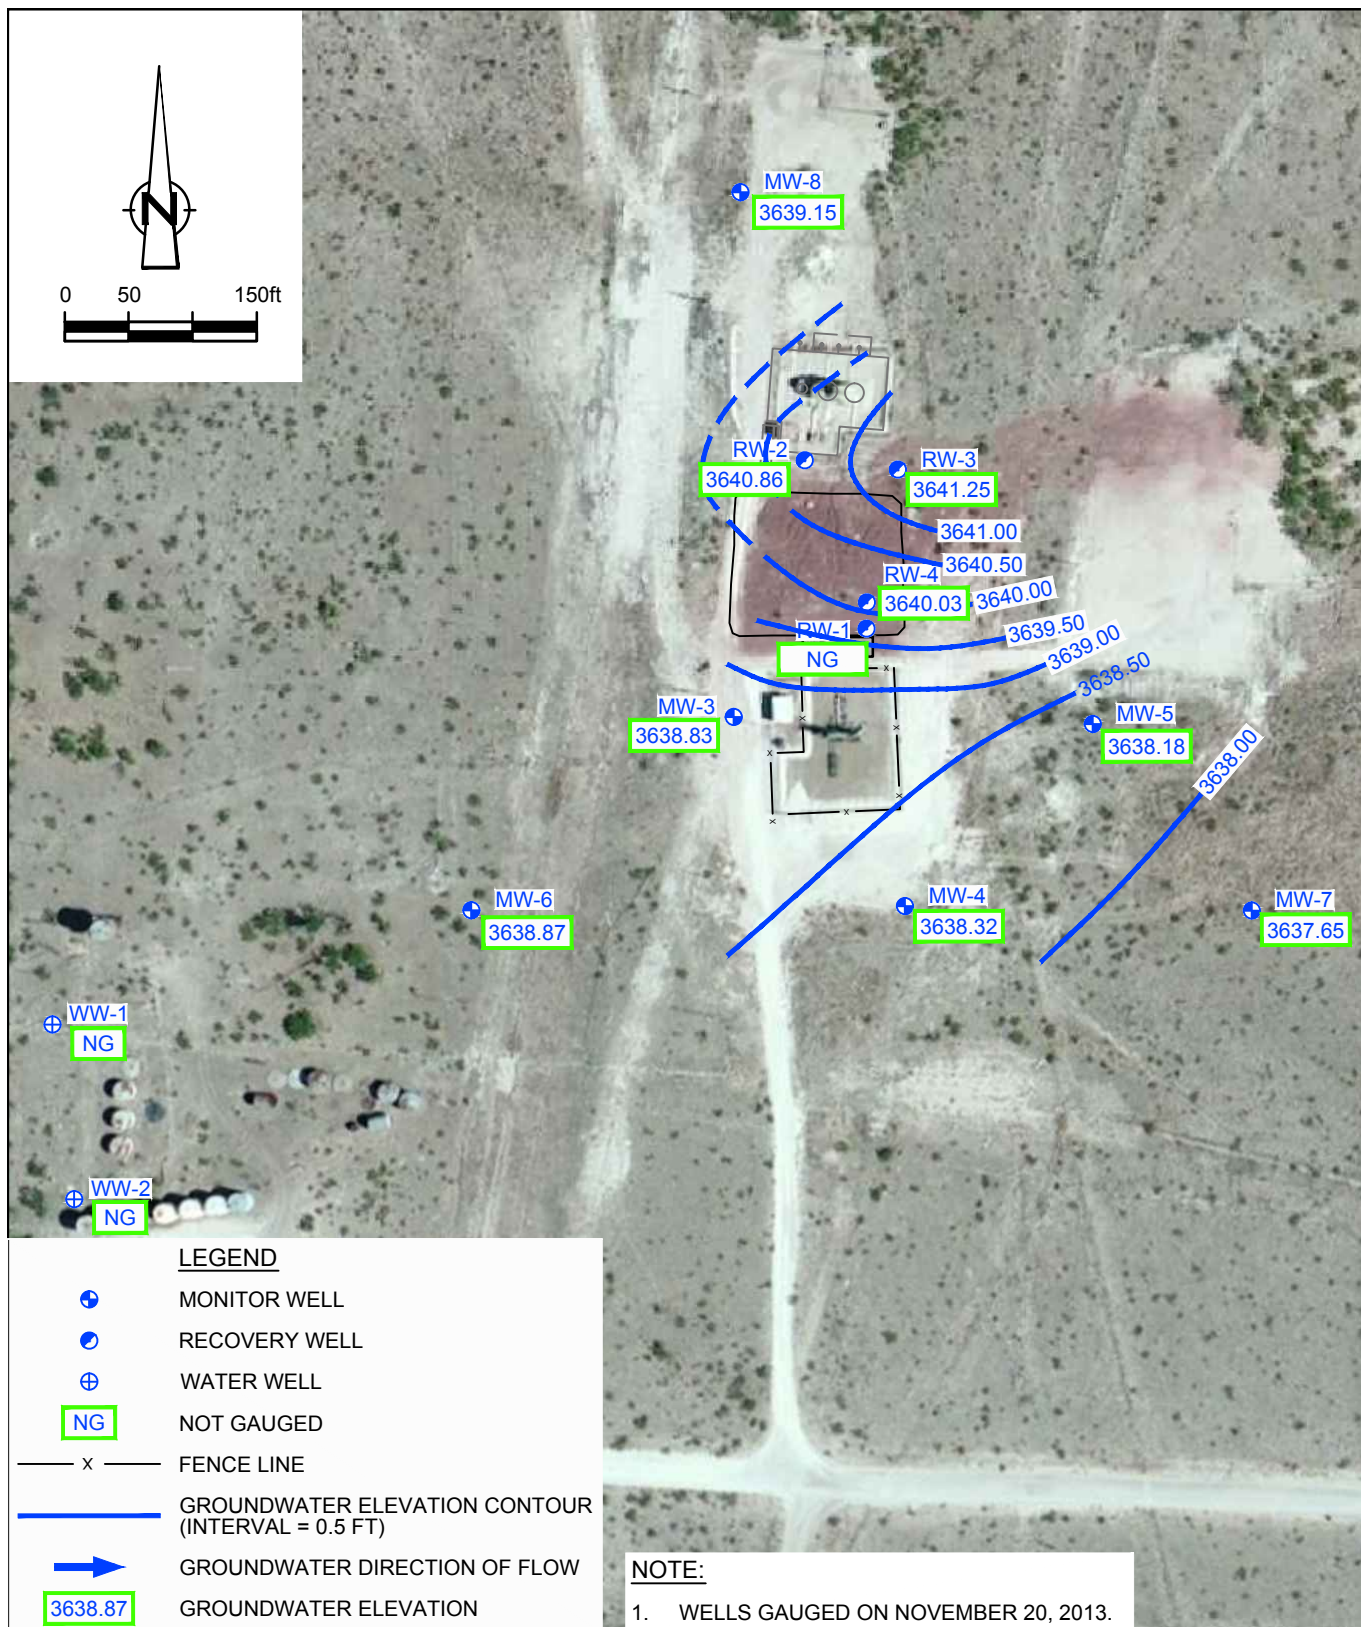 N
0 50 150ft
MW-8
3639.15
RW-2
3640.86
RW-3
3641.25
3641.00
3640.50
RW-4
3640.03
3640.00
RW-1
NG
3639.50
3639.00
3638.50
MW-3
3638.83
MW-5
3638.18
3638.00
MW-6
3638.87
MW-4
3638.32
MW-7
3637.65
WW-1
NG
WW-2
NG
X
X
X
X
X
X
X
LEGEND
MONITOR WELL
RECOVERY WELL
WATER WELL
NG NOT GAUGED
X FENCE LINE
GROUNDWATER ELEVATION CONTOUR
(INTERVAL = 0.5 FT)
GROUNDWATER DIRECTION OF FLOW
3638.87 GROUNDWATER ELEVATION
NOTE:
1. WELLS GAUGED ON NOVEMBER 20, 2013.